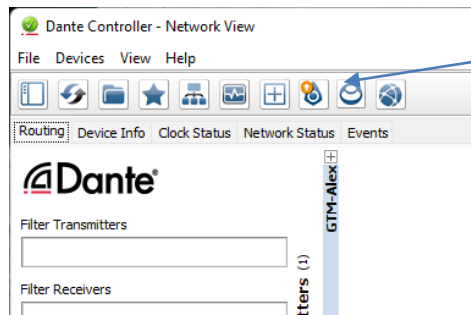 Dante Controller - Network View
File Devices View Help
Routing Device Info Clock Status Network Status Events
Dante®
Filter Transmitters
Filter Receivers
GTM-Alex
(1)